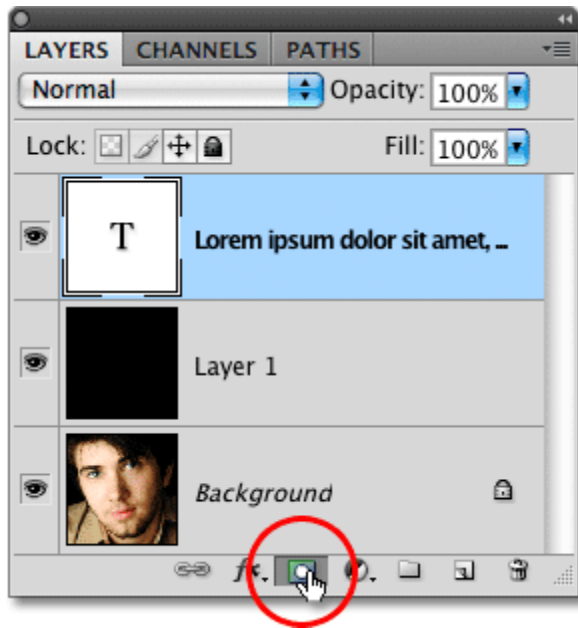 LAYERS CHANNELS PATHS
Normal Opacity: 100%
Lock: Fill: 100%
T Lorem ipsum dolor sit amet, ...
Layer 1
Background
fx.